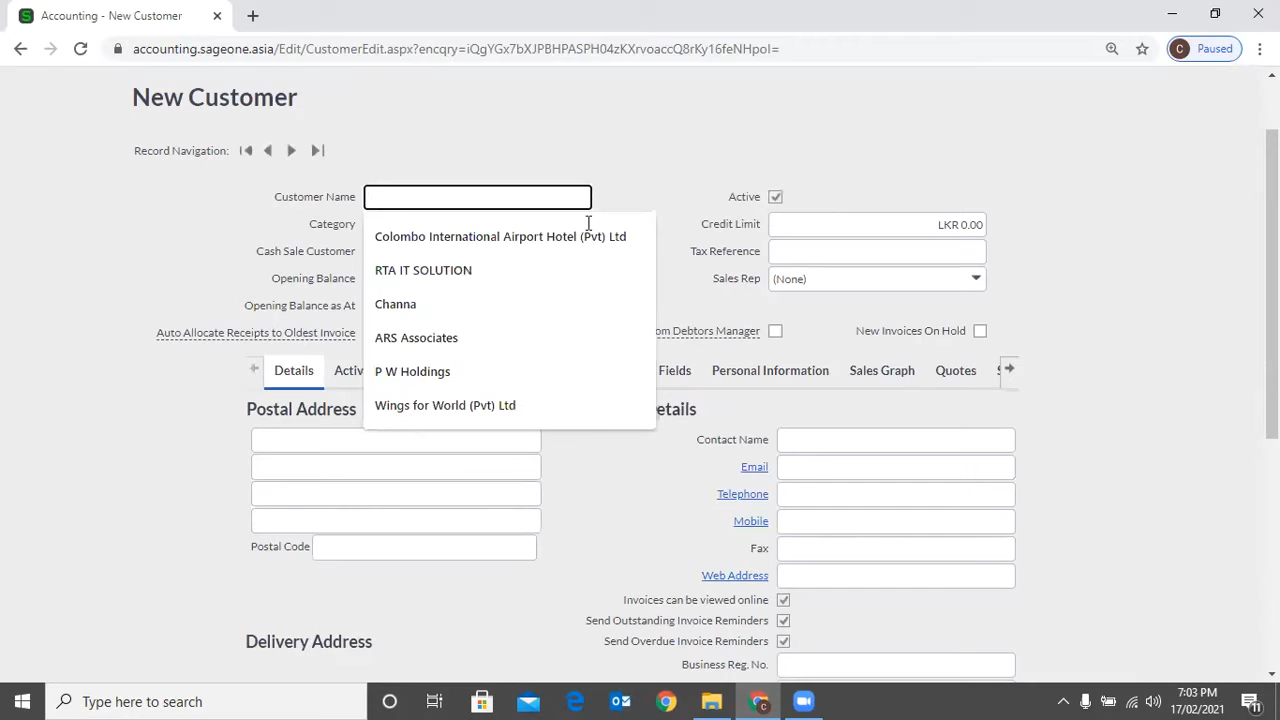 Accounting - New Customer
accounting.sageone.asia/Edit/CustomerEdit.aspx?encqry=iQgYGx7bXJPBHPASPH04zKXrvoaccQ8rKy16feNHpoI=
C Paused
New Customer
Record Navigation:
Customer Name
Active
Category
Credit Limit LKR 0.00
Colombo International Airport Hotel (Pvt) Ltd
Cash Sale Customer
Tax Reference
RTA IT SOLUTION
Opening Balance
Sales Rep (None)
Channa
Opening Balance as At
Auto Allocate Receipts to Oldest Invoice
ARS Associates
om Debtors Manager
New Invoices On Hold
Details Activ Fields Personal Information Sales Graph Quotes
P W Holdings
Wings for World (Pvt) Ltd
Postal Address
etails
Contact Name
Email
Telephone
Mobile
Postal Code
Fax
Web Address
Invoices can be viewed online
Send Outstanding Invoice Reminders
Delivery Address
Send Overdue Invoice Reminders
Business Reg. No.
Type here to search
7:03 PM
17/02/2021
11